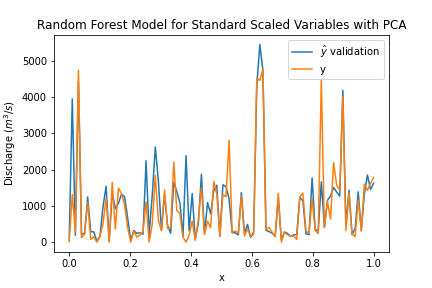 Random Forest Model for Standard Scaled Variables with PCA
ŷ validation
y
Discharge (m³/s)
5000
4000
3000
2000
1000
0
0.0 0.2 0.4 0.6 0.8 1.0
x